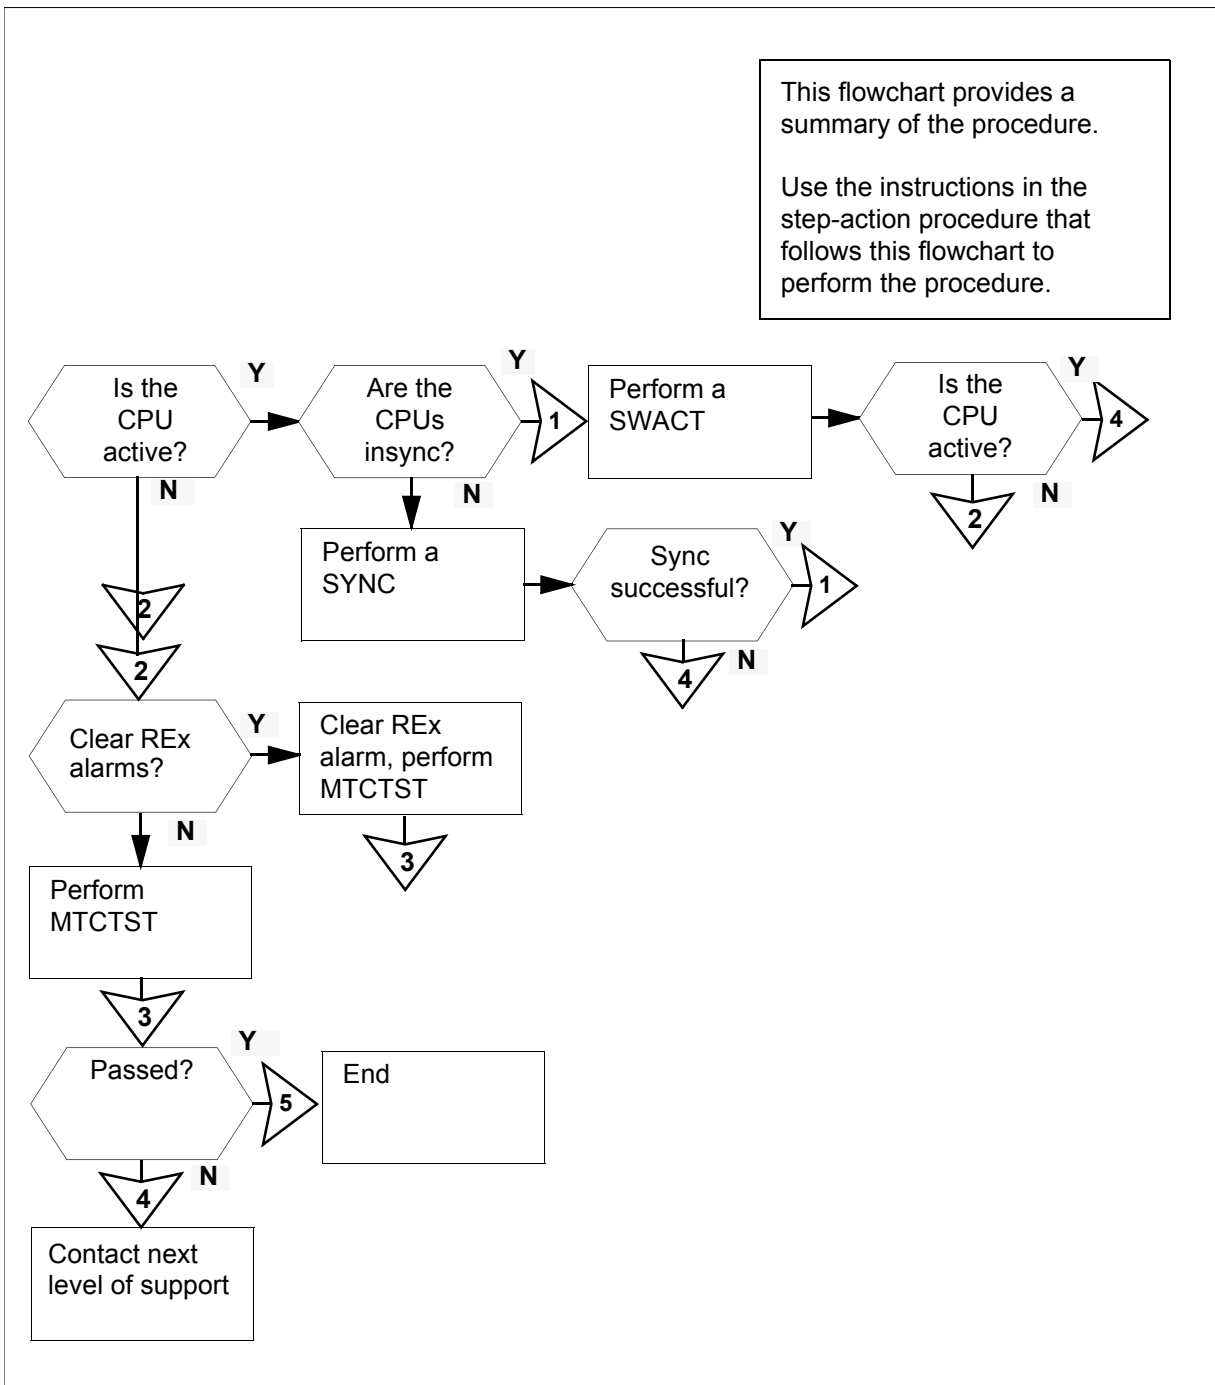 This flowchart provides a
summary of the procedure.
Use the instructions in the
step-action procedure that
follows this flowchart to
perform the procedure.
Is the
CPU
active?
Y
N
Are the
CPUs
insync?
Y
N
1
Perform a
SWACT
Is the
CPU
active?
Y
N
4
2
Perform a
SYNC
Sync
successful?
Y
N
1
4
2
2
Clear REx
alarms?
Y
N
Clear REx
alarm, perform
MTCTST
3
Perform
MTCTST
3
Passed?
Y
N
5
End
4
Contact next
level of support